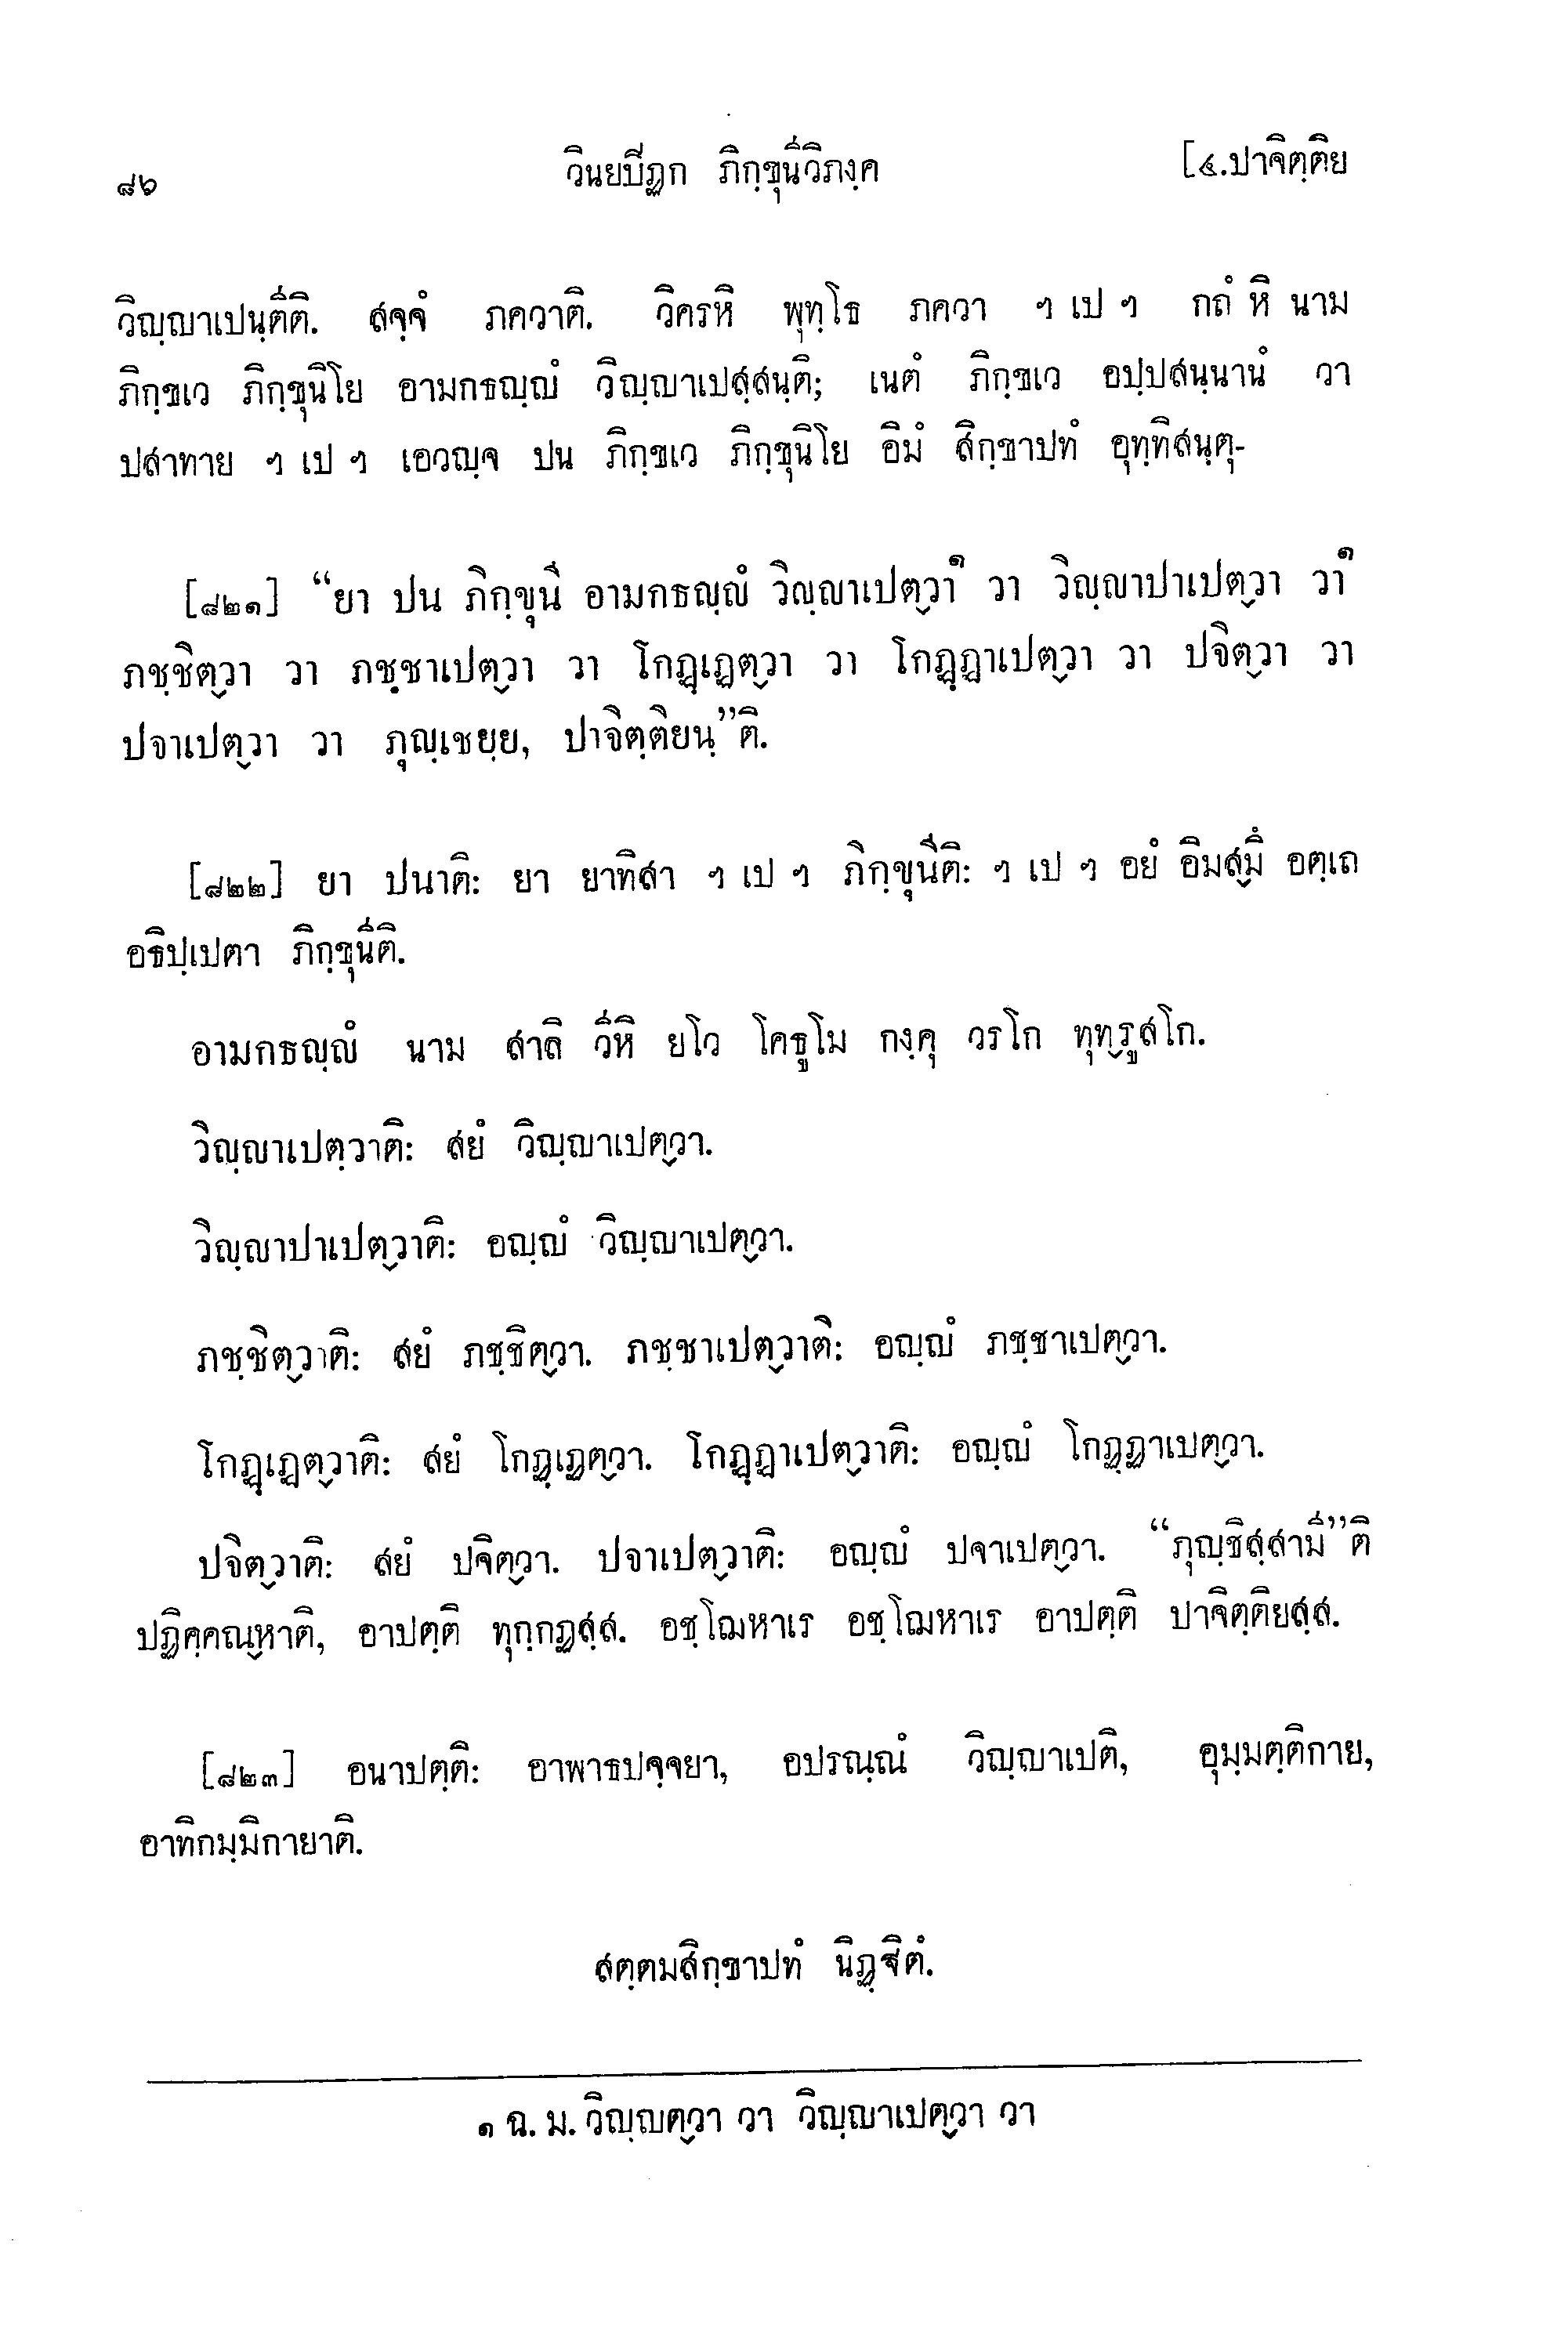 ๘๖ วินยปิฏก ภิกฺขุนีวิภงฺค [๔.ปาจิตฺติย
วิญฺญาเปนฺตีติ. สจฺจํ ภควาติ. วิครหิ พุทฺโธ ภควา ฯ เป ฯ กถํ หิ นาม
ภิกฺขเว ภิกฺขุนิโย อามกธญฺญํ วิญฺญาเปสฺสนฺติ; เนตํ ภิกฺขเว อปฺปสนฺนานํ วา
ปสาทาย ฯ เป ฯ เอวญฺจ ปน ภิกฺขเว ภิกฺขุนิโย อิมํ สิกฺขาปทํ อุทฺทิสนฺตุ-
[๘๒๑] “ยา ปน ภิกฺขุนี อามกธญฺญํ วิญฺญาเปตฺวา๑ วา วิญฺญาปาเปตฺวา วา๑
ภชฺชิตฺวา วา ภชฺชาเปตฺวา วา โกฏฺเฏตฺวา วา โกฏฺฏาเปตฺวา วา ปจิตฺวา วา
ปจาเปตฺวา วา ภุญฺเชยฺย, ปาจิตฺติยนฺ”ติ.
[๘๒๒] ยา ปนาติ: ยา ยาทิสา ฯ เป ฯ ภิกฺขุนีติ: ฯ เป ฯ อยํ อิมสฺมึ อตฺเถ
อธิปฺเปตา ภิกฺขุนีติ.
อามกธญฺญํ นาม สาลิ วีหิ ยโว โคธูโม กงฺคุ วรโก กุทฺรูสโก.
วิญฺญาเปตฺวาติ: สยํ วิญฺญาเปตฺวา.
วิญฺญาปาเปตฺวาติ: อญฺญํ วิญฺญาเปตฺวา.
ภชฺชิตฺวาติ: สยํ ภชฺชิตฺวา. ภชฺชาเปตฺวาติ: อญฺญํ ภชฺชาเปตฺวา.
โกฏฺเฏตฺวาติ: สยํ โกฏฺเฏตฺวา. โกฏฺฏาเปตฺวาติ: อญฺญํ โกฏฺฏาเปตฺวา.
ปจิตฺวาติ: สยํ ปจิตฺวา. ปจาเปตฺวาติ: อญฺญํ ปจาเปตฺวา. “ภุญฺชิสฺสามี”ติ
ปฏิคฺคณฺหาติ, อาปตฺติ ทุกฺกฏสฺส. อชฺโฌหาเร อชฺโฌหาเร อาปตฺติ ปาจิตฺติยสฺส.
[๘๒๓] อนาปตฺติ: อาพาธปจฺจยา, อปรณฺณํ วิญฺญาเปติ, อุมฺมตฺติกาย,
อาทิกมฺมิกายาติ.
สตฺตมสิกฺขาปทํ นิฏฺฐิตํ.
๑ ฉ. ม. วิญฺญตฺวา วา วิญฺญาเปตฺวา วา